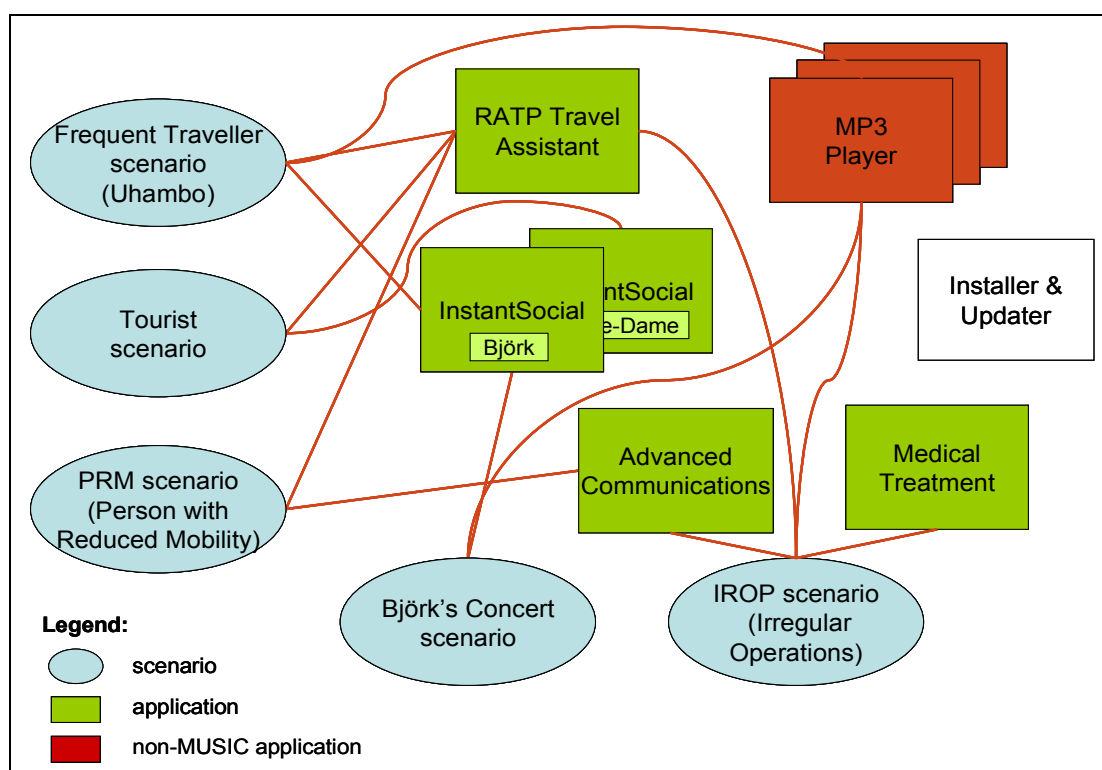 Frequent Traveller
scenario
(Uhambo)
RATP Travel
Assistant
MP3
Player
Tourist
scenario
InstantSocial
Björk
ntSocial
e-Dame
Installer &
Updater
PRM scenario
(Person with
Reduced Mobility)
Advanced
Communications
Medical
Treatment
Björk's Concert
scenario
IROP scenario
(Irregular
Operations)
Legend:
scenario
application
non-MUSIC application